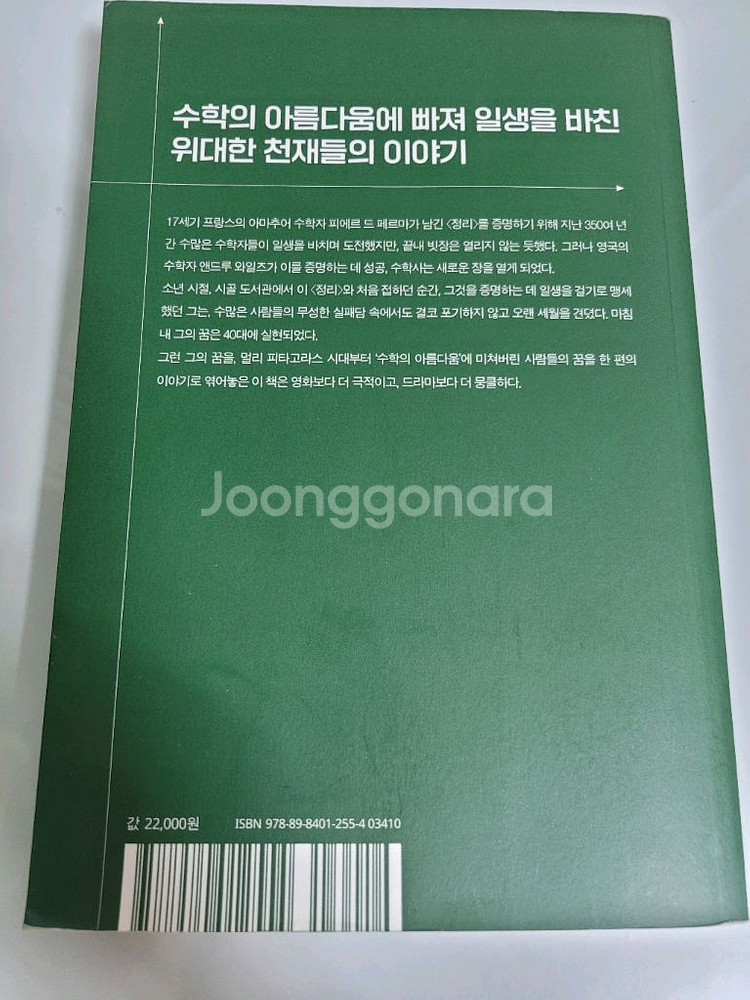 수학의 아름다움에 빠져 일생을 바친
위대한 천재들의 이야기
17세기 프랑스의 아마추어 수학자 피에르 드 페르마가 남긴 〈정리〉를 증명하기 위해 지난 350여 년
간 수많은 수학자들이 일생을 바치며 도전했지만, 끝내 빗장은 열리지 않는 듯했다. 그러나 영국의
수학자 앤드루 와일즈가 이를 증명하는 데 성공, 수학사는 새로운 장을 열게 되었다.
소년 시절, 시골 도서관에서 이 〈정리〉와 처음 접하던 순간, 그것을 증명하는 데 일생을 걸기로 맹세
했던 그는, 수많은 사람들의 무성한 실패담 속에서도 결코 포기하지 않고 오랜 세월을 견뎠다. 마침
내 그의 꿈은 40대에 실현되었다.
그런 그의 꿈을, 멀리 피타고라스 시대부터 '수학의 아름다움'에 미쳐버린 사람들의 꿈을 한 편의
이야기로 엮어놓은 이 책은 영화보다 더 극적이고, 드라마보다 더 뭉클하다.
Joonggonara
값 22,000원 ISBN 978-89-8401-255-4 03410